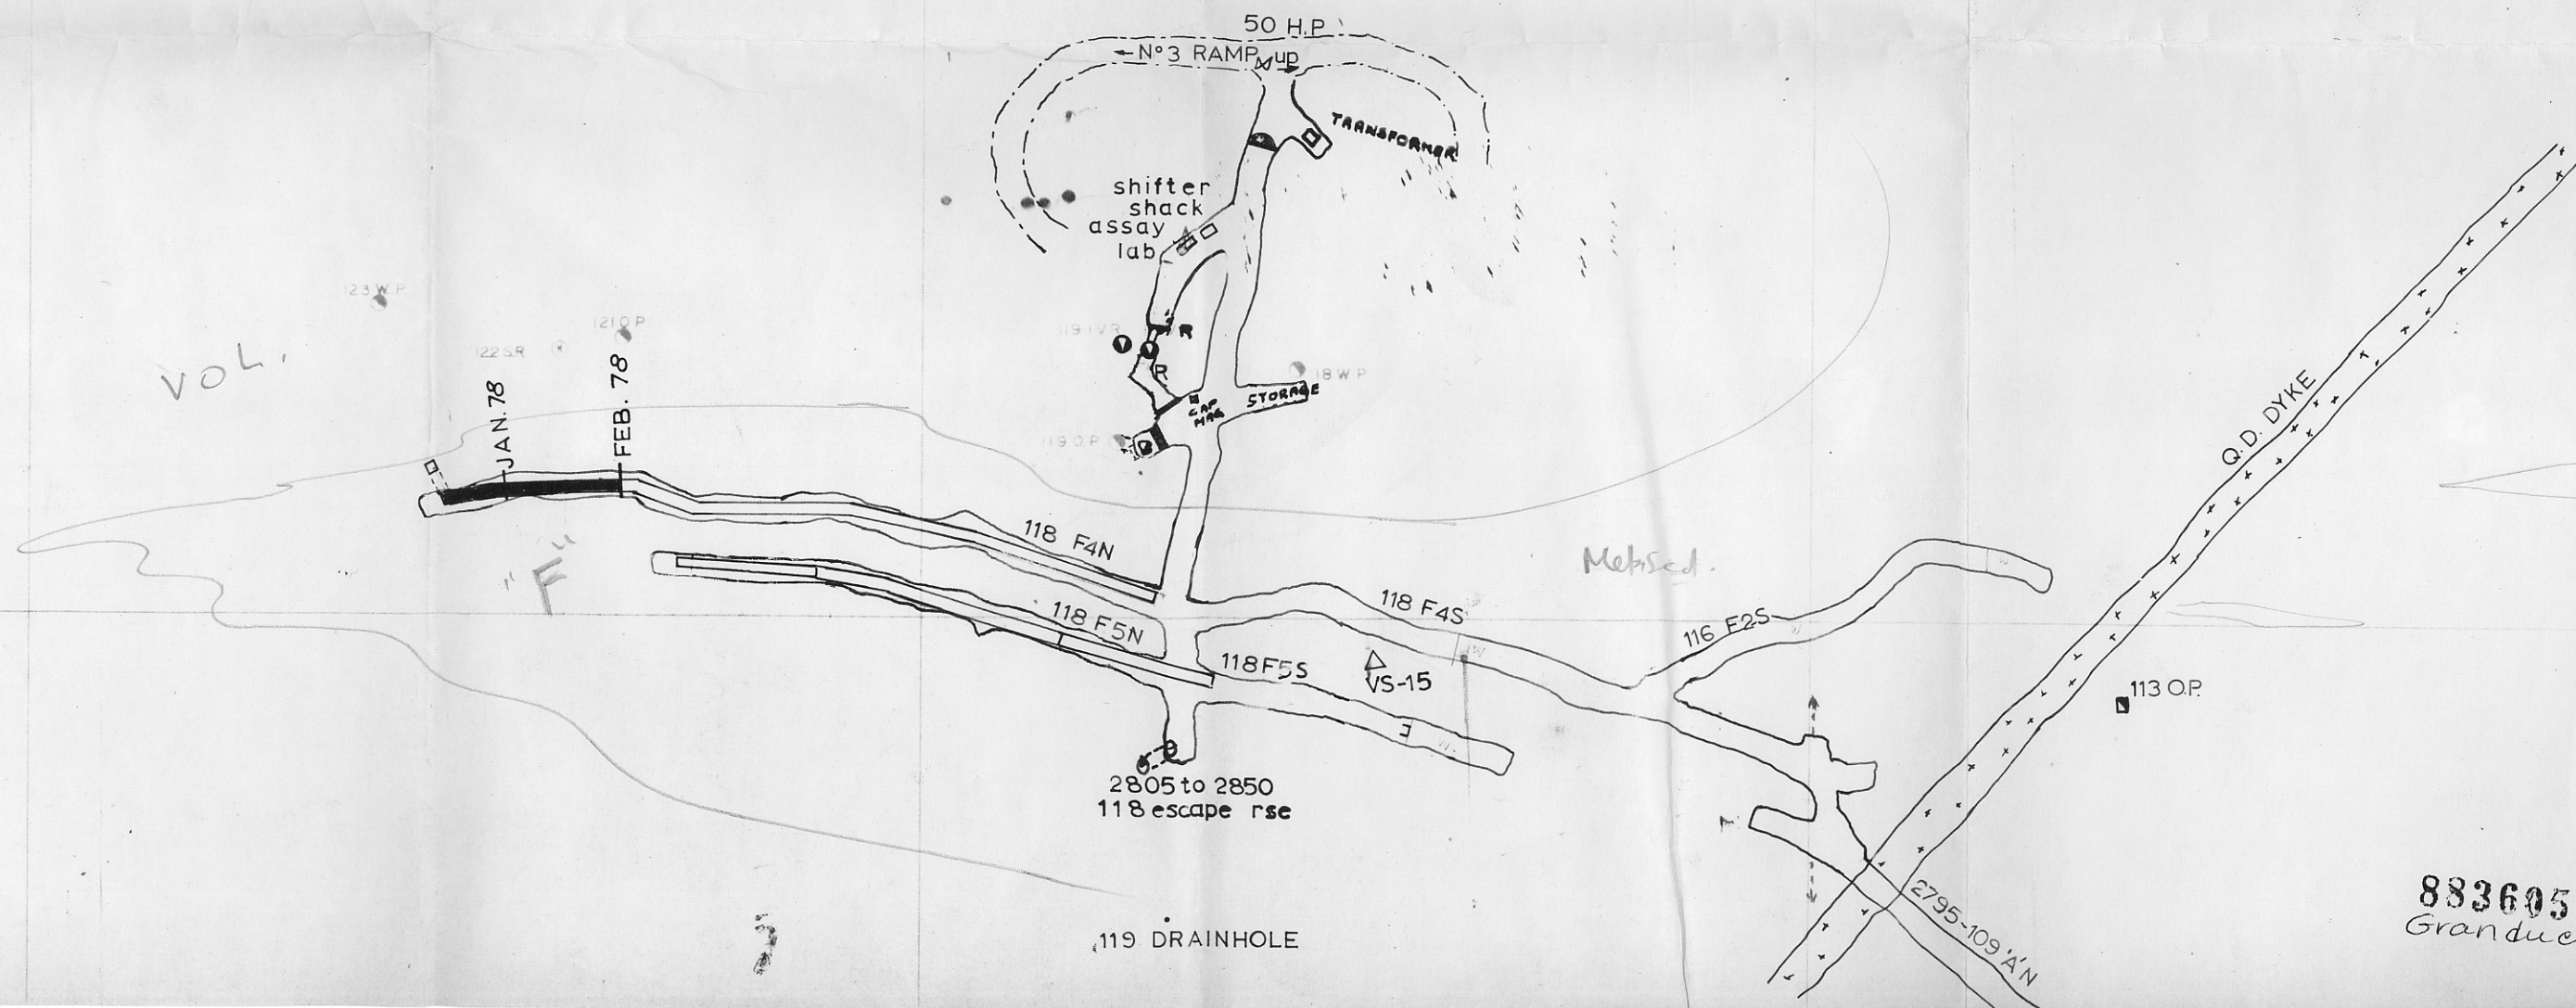 50 H.P.
N°3 RAMP up
TRANSFORMER
shifter
shack
assay
lab
123 W.P.
121 O.P.
122 S.R
119-1 V R
R
V
V
R
18 W P
VOL.
JAN. 78
FEB. 78
CAP
MAG
STORAGE
119 O.P
Q.D. DYKE
118 F4N
"F"
Metised.
118 F4S
118 F5N
116 F2S
118F5S
VS-15
113 O.P.
2805 to 2850
118 escape rse
2795-109 'A' N
883605
Granduc
119 DRAINHOLE